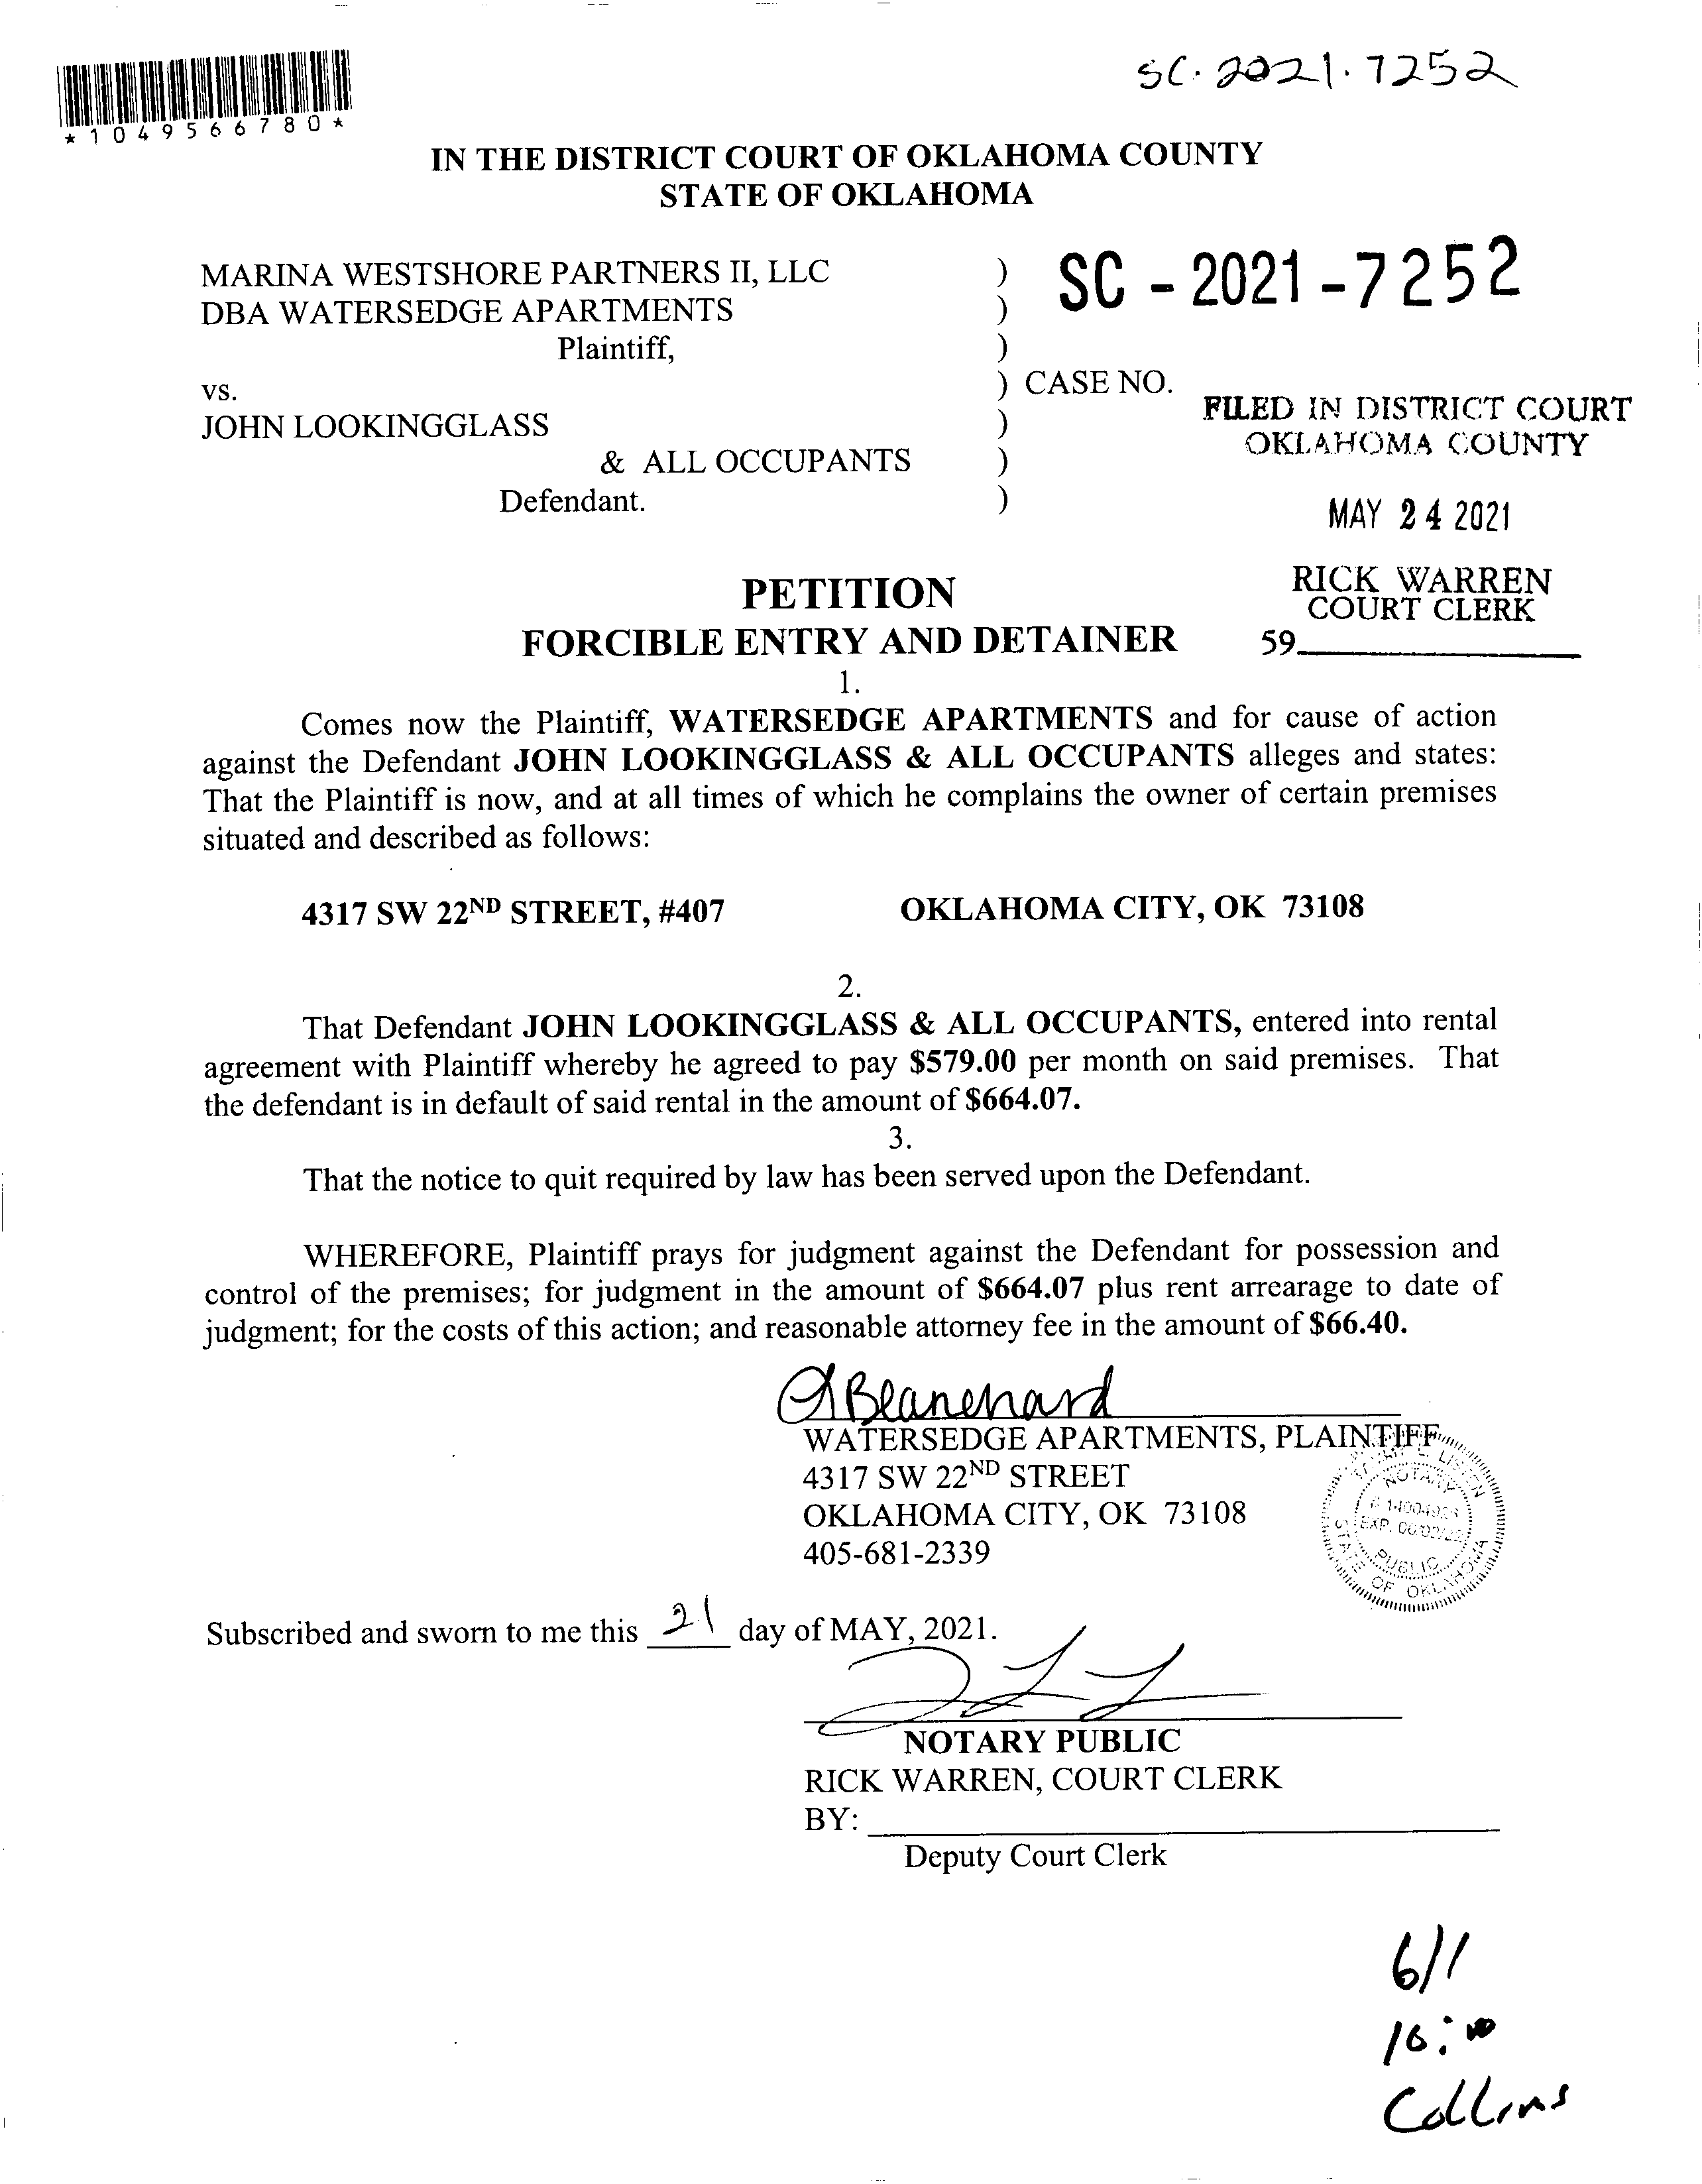 SC·2021·7252
*1049566780*
IN THE DISTRICT COURT OF OKLAHOMA COUNTY
STATE OF OKLAHOMA
MARINA WESTSHORE PARTNERS II, LLC )
DBA WATERSEDGE APARTMENTS )
Plaintiff, )
SC - 2021 - 7252
vs. ) CASE NO.
JOHN LOOKINGGLASS )
& ALL OCCUPANTS )
Defendant. )
FILED IN DISTRICT COURT
OKLAHOMA COUNTY
MAY 24 2021
RICK WARREN
COURT CLERK
59
PETITION
FORCIBLE ENTRY AND DETAINER
1.
Comes now the Plaintiff, WATERSEDGE APARTMENTS and for cause of action
against the Defendant JOHN LOOKINGGLASS & ALL OCCUPANTS alleges and states:
That the Plaintiff is now, and at all times of which he complains the owner of certain premises
situated and described as follows:
4317 SW 22ND STREET, #407 OKLAHOMA CITY, OK 73108
2.
That Defendant JOHN LOOKINGGLASS & ALL OCCUPANTS, entered into rental
agreement with Plaintiff whereby he agreed to pay $579.00 per month on said premises. That
the defendant is in default of said rental in the amount of $664.07.
3.
That the notice to quit required by law has been served upon the Defendant.
WHEREFORE, Plaintiff prays for judgment against the Defendant for possession and
control of the premises; for judgment in the amount of $664.07 plus rent arrearage to date of
judgment; for the costs of this action; and reasonable attorney fee in the amount of $66.40.
WATERSEDGE APARTMENTS, PLAINTIFF
4317 SW 22ND STREET
OKLAHOMA CITY, OK 73108
405-681-2339
NOTARY
PUBLIC
STATE OF OKLAHOMA
Subscribed and sworn to me this 21 day of MAY, 2021.
NOTARY PUBLIC
RICK WARREN, COURT CLERK
BY:
Deputy Court Clerk
6/1
10:00
Collins